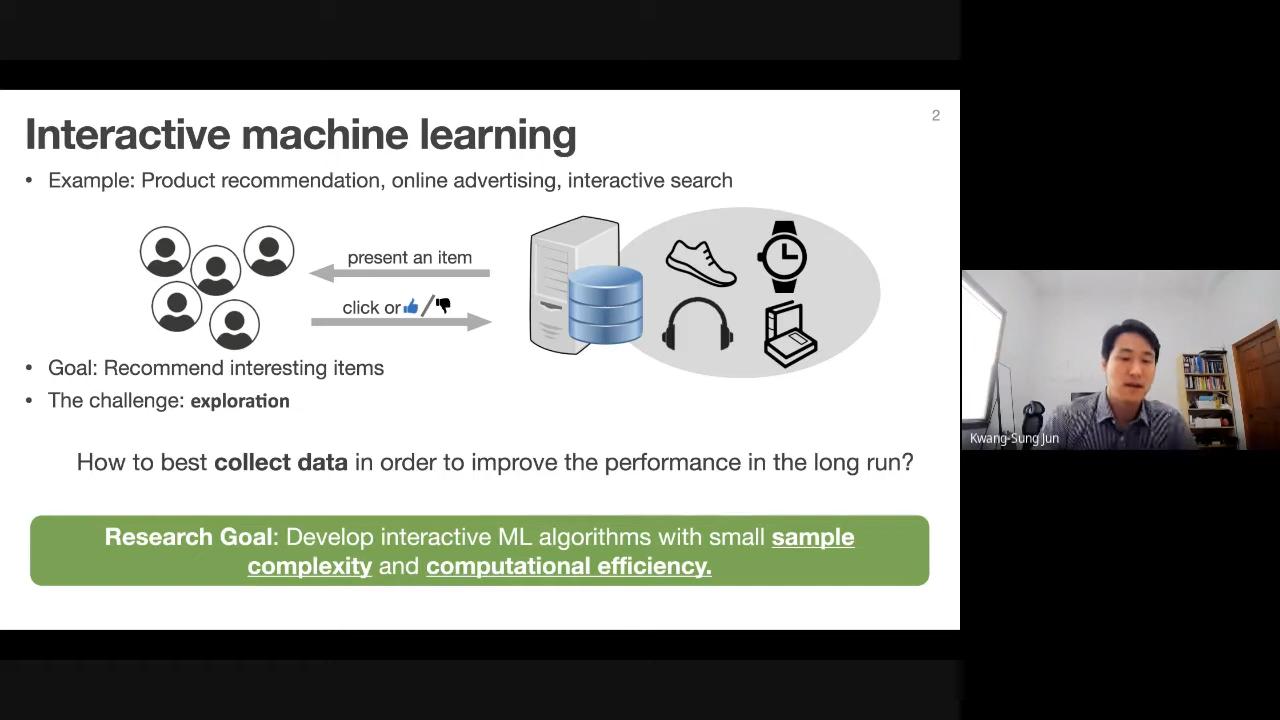 2
Interactive machine learning
• Example: Product recommendation, online advertising, interactive search
present an item
click or
• Goal: Recommend interesting items
• The challenge: exploration
How to best collect data in order to improve the performance in the long run?
Research Goal: Develop interactive ML algorithms with small sample
complexity and computational efficiency.
Kwang-Sung Jun